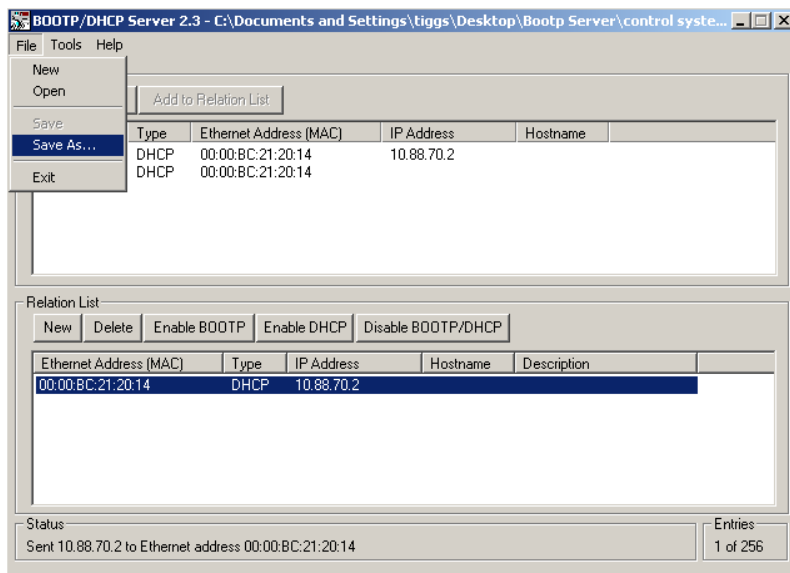 BOOTP/DHCP Server 2.3 - C:\Documents and Settings\tiggs\Desktop\Bootp Server\control syste...
File Tools Help
New
Open
Save
Save As...
Exit
Add to Relation List
Type Ethernet Address (MAC) IP Address Hostname
DHCP 00:00:BC:21:20:14 10.88.70.2
DHCP 00:00:BC:21:20:14
Relation List
New Delete Enable BOOTP Enable DHCP Disable BOOTP/DHCP
Ethernet Address (MAC) Type IP Address Hostname Description
00:00:BC:21:20:14 DHCP 10.88.70.2
Status
Sent 10.88.70.2 to Ethernet address 00:00:BC:21:20:14
Entries
1 of 256